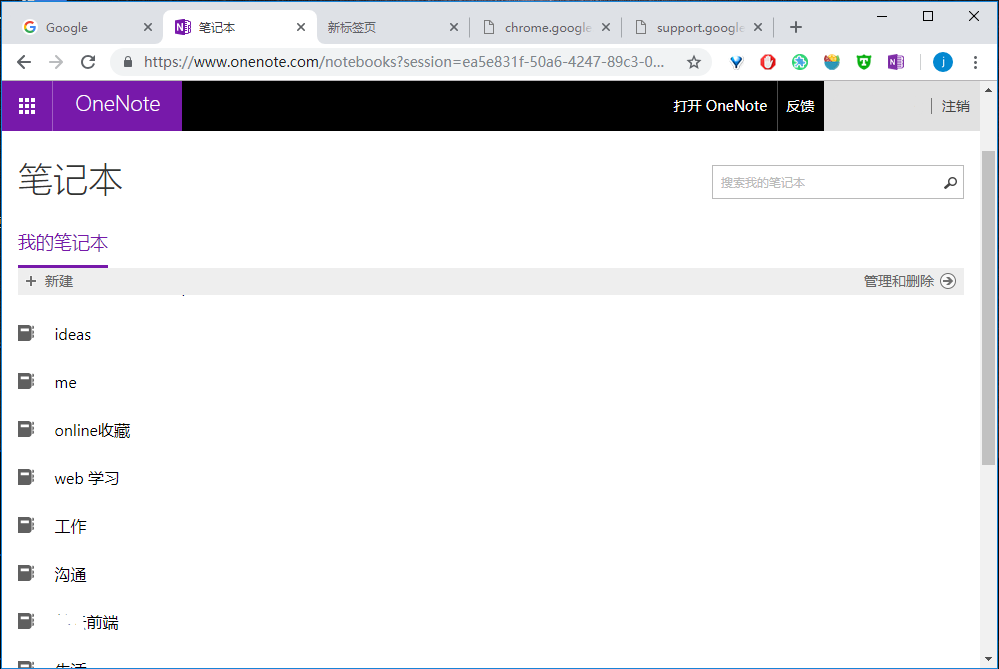 Google
笔记本
新标签页
chrome.google
support.google
https://www.onenote.com/notebooks?session=ea5e831f-50a6-4247-89c3-0...
j
OneNote
打开 OneNote
反馈
注销
笔记本
搜索我的笔记本
我的笔记本
+ 新建
管理和删除
ideas
me
online收藏
web 学习
工作
沟通
前端
生活